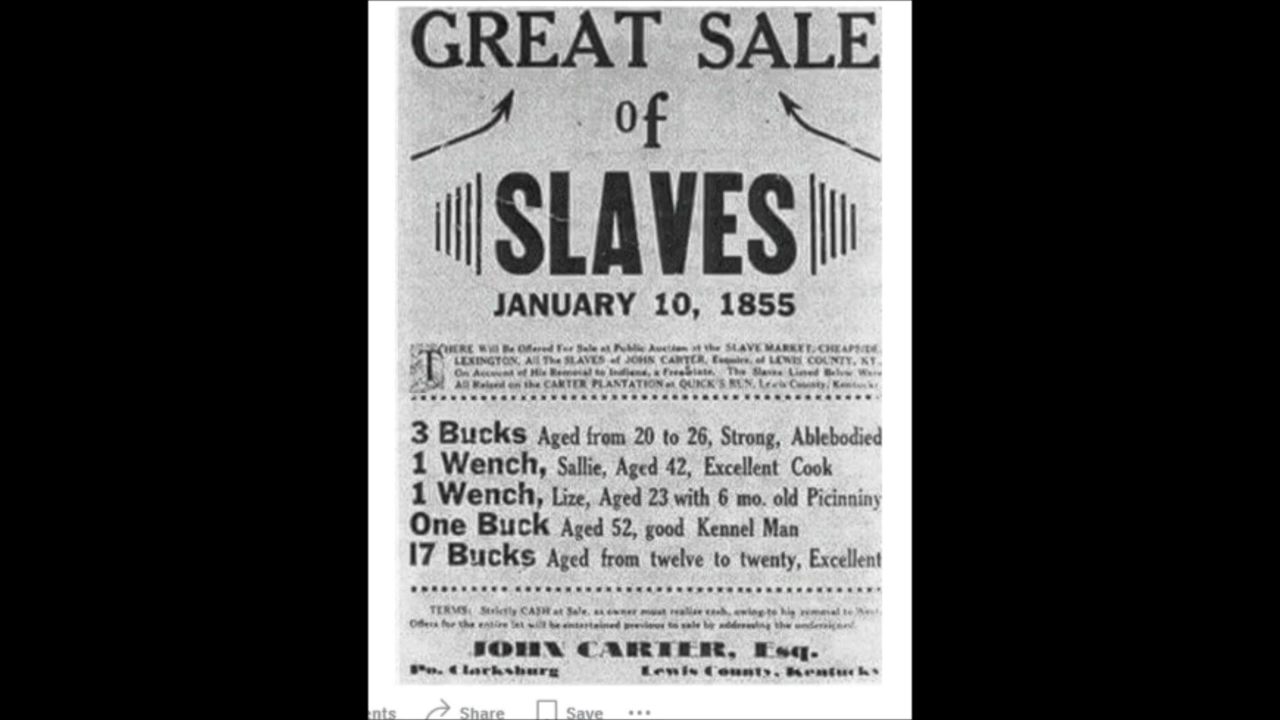 GREAT SALE
of
SLAVES
JANUARY 10, 1855
THERE Will Be Offered For Sale at Public Auction at the SLAVE MARKET, CHEAPSIDE,
LEXINGTON, All The SLAVES of JOHN CARTER, Esquire, of LEWIS COUNTY, KY.
On Account of His Removal to Indiana, a Free State. The Slaves Listed Below Were
All Raised on the CARTER PLANTATION at QUICK'S RUN, Lewis County, Kentucky
3 Bucks Aged from 20 to 26, Strong, Ablebodied
1 Wench, Sallie, Aged 42, Excellent Cook
1 Wench, Lize, Aged 23 with 6 mo. old Picinniny
One Buck Aged 52, good Kennel Man
17 Bucks Aged from twelve to twenty, Excellent
TERMS: Strictly CASH at Sale, as owner must realize cash, owing to his removal to West.
Offers for the entire lot will be entertained previous to sale by addressing the undersigned.
JOHN CARTER, Esq.
Po. Clarksburg Lewis County, Kentucky
nts Share Save